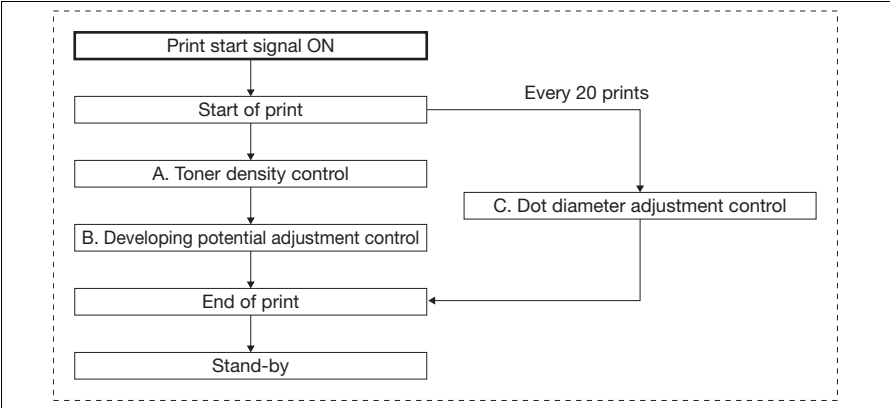 Print start signal ON
Start of print
Every 20 prints
A. Toner density control
C. Dot diameter adjustment control
B. Developing potential adjustment control
End of print
Stand-by